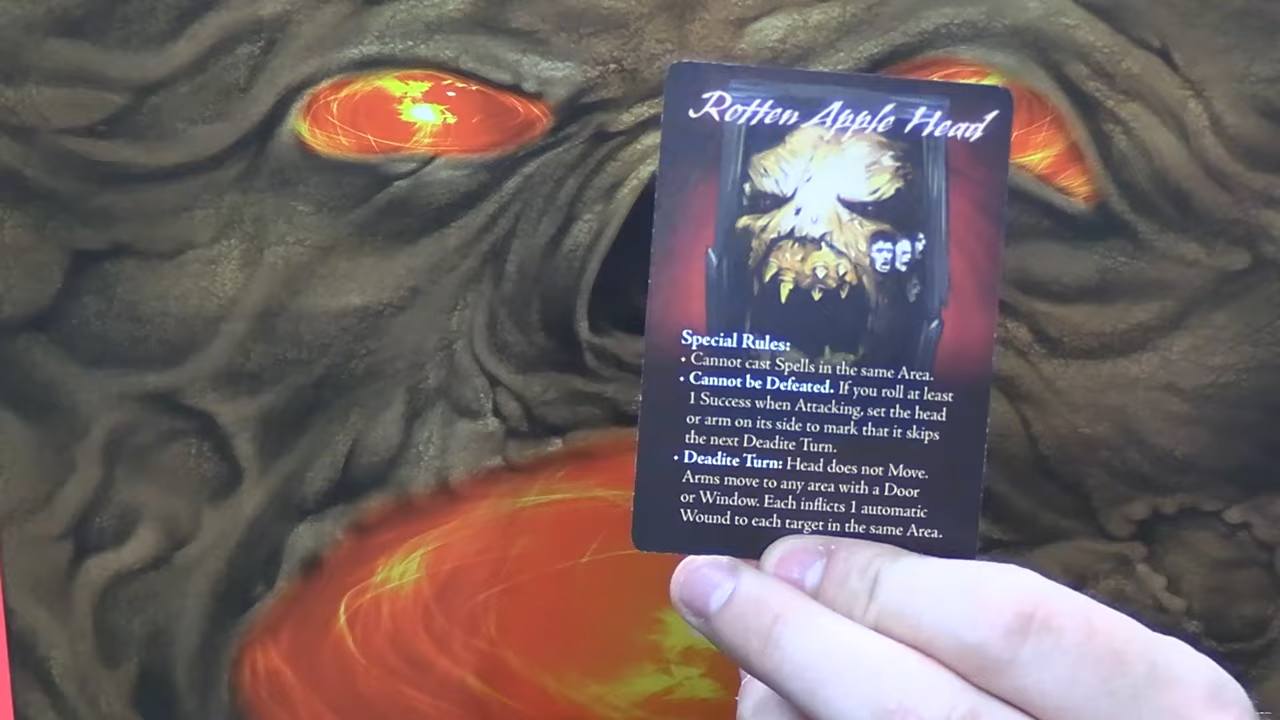 Rotten Apple Head
Special Rules:
• Cannot cast Spells in the same Area.
• Cannot be Defeated. If you roll at least
1 Success when Attacking, set the head
or arm on its side to mark that it skips
the next Deadite Turn.
• Deadite Turn: Head does not Move.
Arms move to any area with a Door
or Window. Each inflicts 1 automatic
Wound to each target in the same Area.